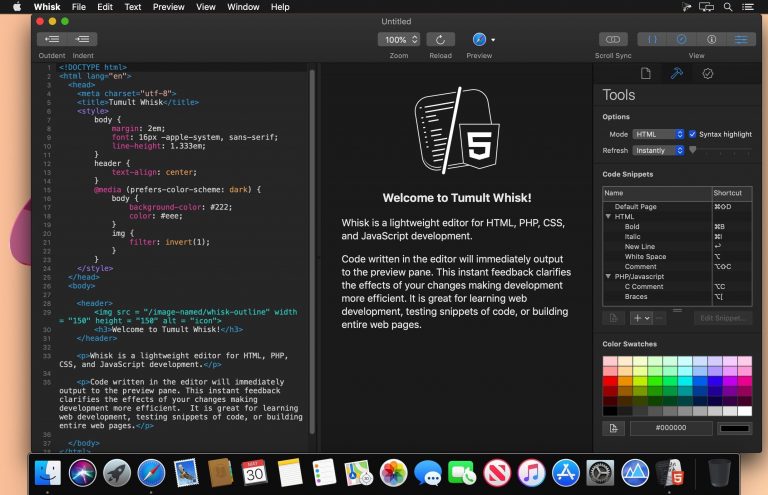 Whisk File Edit Text Preview View Window Help
Untitled
Outdent Indent 100% Zoom Reload Preview Scroll Sync View
1 <!DOCTYPE html>
2 <html lang="en">
3 <head>
4 <meta charset="utf-8">
5 <title>Tumult Whisk</title>
6 <style>
7 body {
8 margin: 2em;
9 font: 16px -apple-system, sans-serif;
10 line-height: 1.333em;
11 }
12 header {
13 text-align: center;
14 }
15 @media (prefers-color-scheme: dark) {
16 body {
17 background-color: #222;
18 color: #eee;
19 }
20 img {
21 filter: invert(1);
22 }
23 }
24 </style>
25 </head>
26 <body>
27
28 <header>
29 <img src = "/image-named/whisk-outline" width
= "150" height = "150" alt = "icon">
30 <h3>Welcome to Tumult Whisk!</h3>
31 </header>
32
33 <p>Whisk is a lightweight editor for HTML, PHP,
CSS, and JavaScript development.</p>
34
35 <p>Code written in the editor will immediately
output to the preview pane. This instant feedback
clarifies the effects of your changes making
development more efficient.  It is great for learning
web development, testing snippets of code, or building
entire web pages.</p>
36
37 </body>
38 </html>
5
Welcome to Tumult Whisk!
Whisk is a lightweight editor for HTML, PHP, CSS,
and JavaScript development.
Code written in the editor will immediately output
to the preview pane. This instant feedback clarifies
the effects of your changes making development
more efficient. It is great for learning web
development, testing snippets of code, or building
entire web pages.
Tools
Options
Mode HTML Syntax highlight
Refresh Instantly
Code Snippets
Name Shortcut
Default Page ⌘⇧D
HTML
Bold ⌘B
Italic ⌘I
New Line ↩
White Space ⌥
Comment ⌥⇧C
PHP/Javascript
C Comment ⌥C
Braces ⌥[
Edit Snippet...
Color Swatches
#000000
MAY
30
5